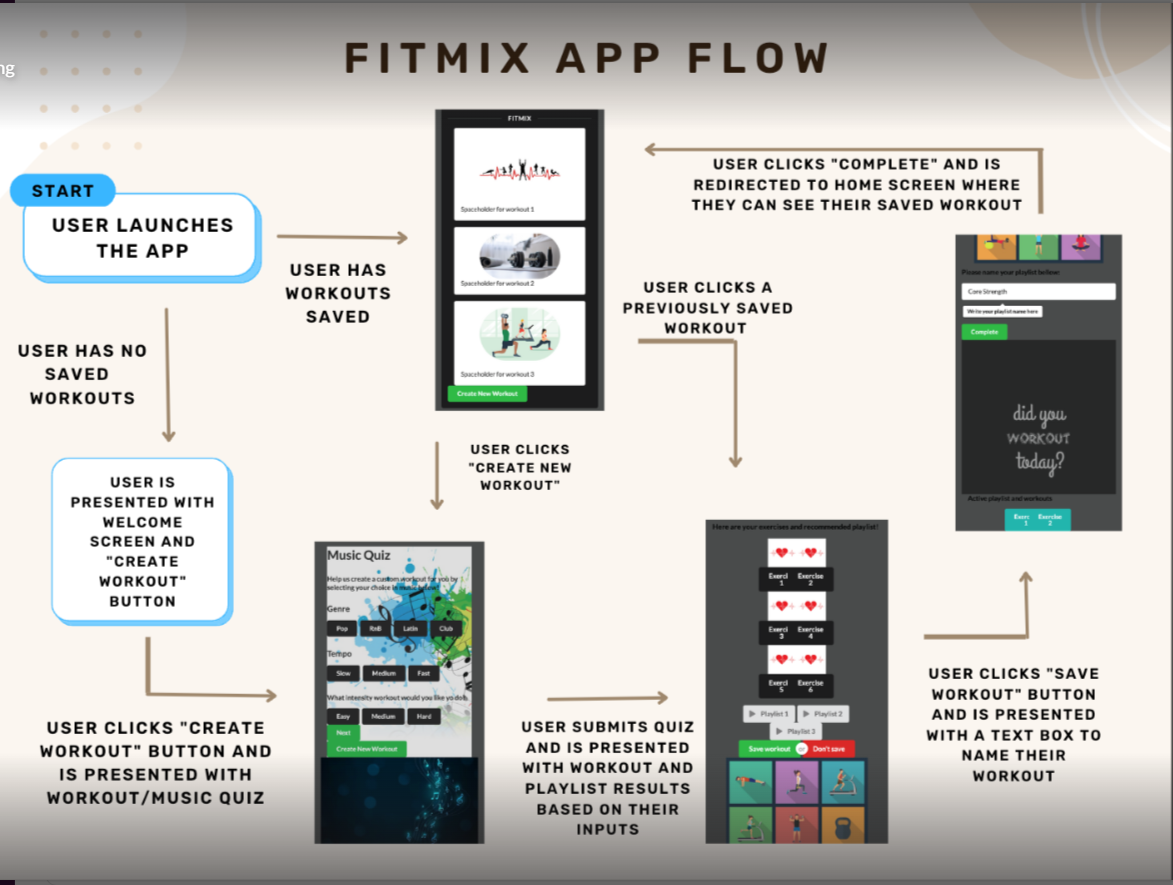 ng
FITMIX APP FLOW
START
USER LAUNCHES
THE APP
USER HAS
WORKOUTS
SAVED
USER HAS NO
SAVED
WORKOUTS
USER IS
PRESENTED WITH
WELCOME
SCREEN AND
"CREATE
WORKOUT"
BUTTON
USER CLICKS "CREATE
WORKOUT" BUTTON AND
IS PRESENTED WITH
WORKOUT/MUSIC QUIZ
FITMIX
Spaceholder for workout 1
Spaceholder for workout 2
Spaceholder for workout 3
Create New Workout
USER CLICKS
"CREATE NEW
WORKOUT"
Music Quiz
Help us create a custom workout for you by
selecting your choice in music below!
Genre
Pop RnB Latin Club
Tempo
Slow Medium Fast
What intensity workout would you like yo do?
Easy Medium Hard
Next
Create New Workout
USER SUBMITS QUIZ
AND IS PRESENTED
WITH WORKOUT AND
PLAYLIST RESULTS
BASED ON THEIR
INPUTS
USER CLICKS A
PREVIOUSLY SAVED
WORKOUT
Here are your exercises and recommended playlist!
Exerci Exercise
1 2
Exerci Exercise
3 4
Exerci Exercise
5 6
Playlist 1 Playlist 2
Playlist 3
Save workout or Don't save
USER CLICKS "SAVE
WORKOUT" BUTTON
AND IS PRESENTED
WITH A TEXT BOX TO
NAME THEIR
WORKOUT
Please name your playlist bellow:
Core Strength
Write your playlist name here
Complete
did you
WORKOUT
today?
Active playlist and workouts
Exerc Exercise
1 2
USER CLICKS "COMPLETE" AND IS
REDIRECTED TO HOME SCREEN WHERE
THEY CAN SEE THEIR SAVED WORKOUT